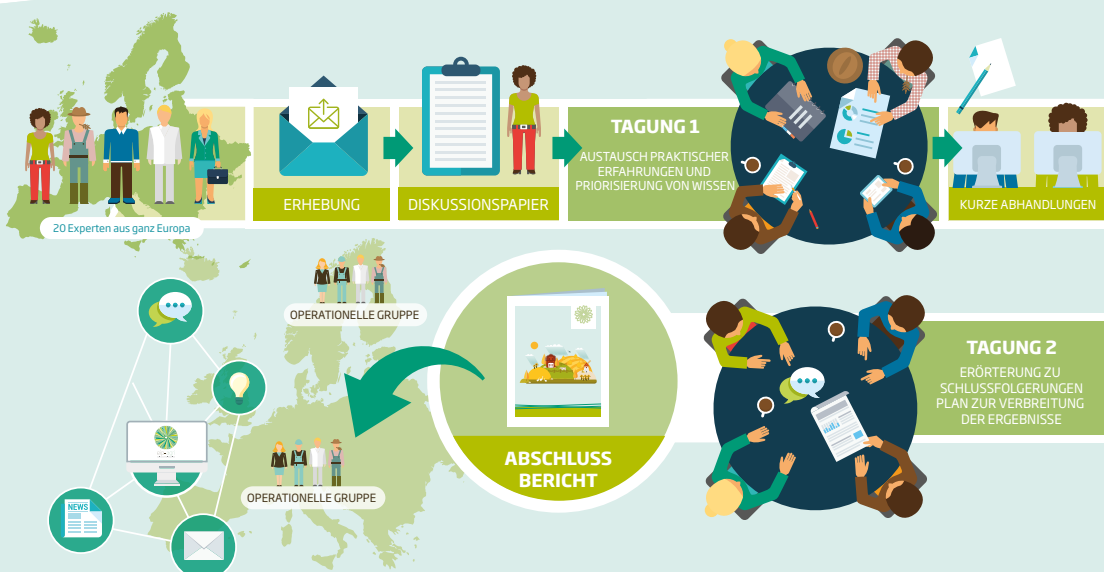 20 Experten aus ganz Europa
ERHEBUNG
DISKUSSIONSPAPIER
TAGUNG 1
AUSTAUSCH PRAKTISCHER
ERFAHRUNGEN UND
PRIORISIERUNG VON WISSEN
KURZE ABHANDLUNGEN
TAGUNG 2
ERÖRTERUNG ZU
SCHLUSSFOLGERUNGEN
PLAN ZUR VERBREITUNG
DER ERGEBNISSE
ABSCHLUSS
BERICHT
OPERATIONELLE GRUPPE
OPERATIONELLE GRUPPE
NEWS